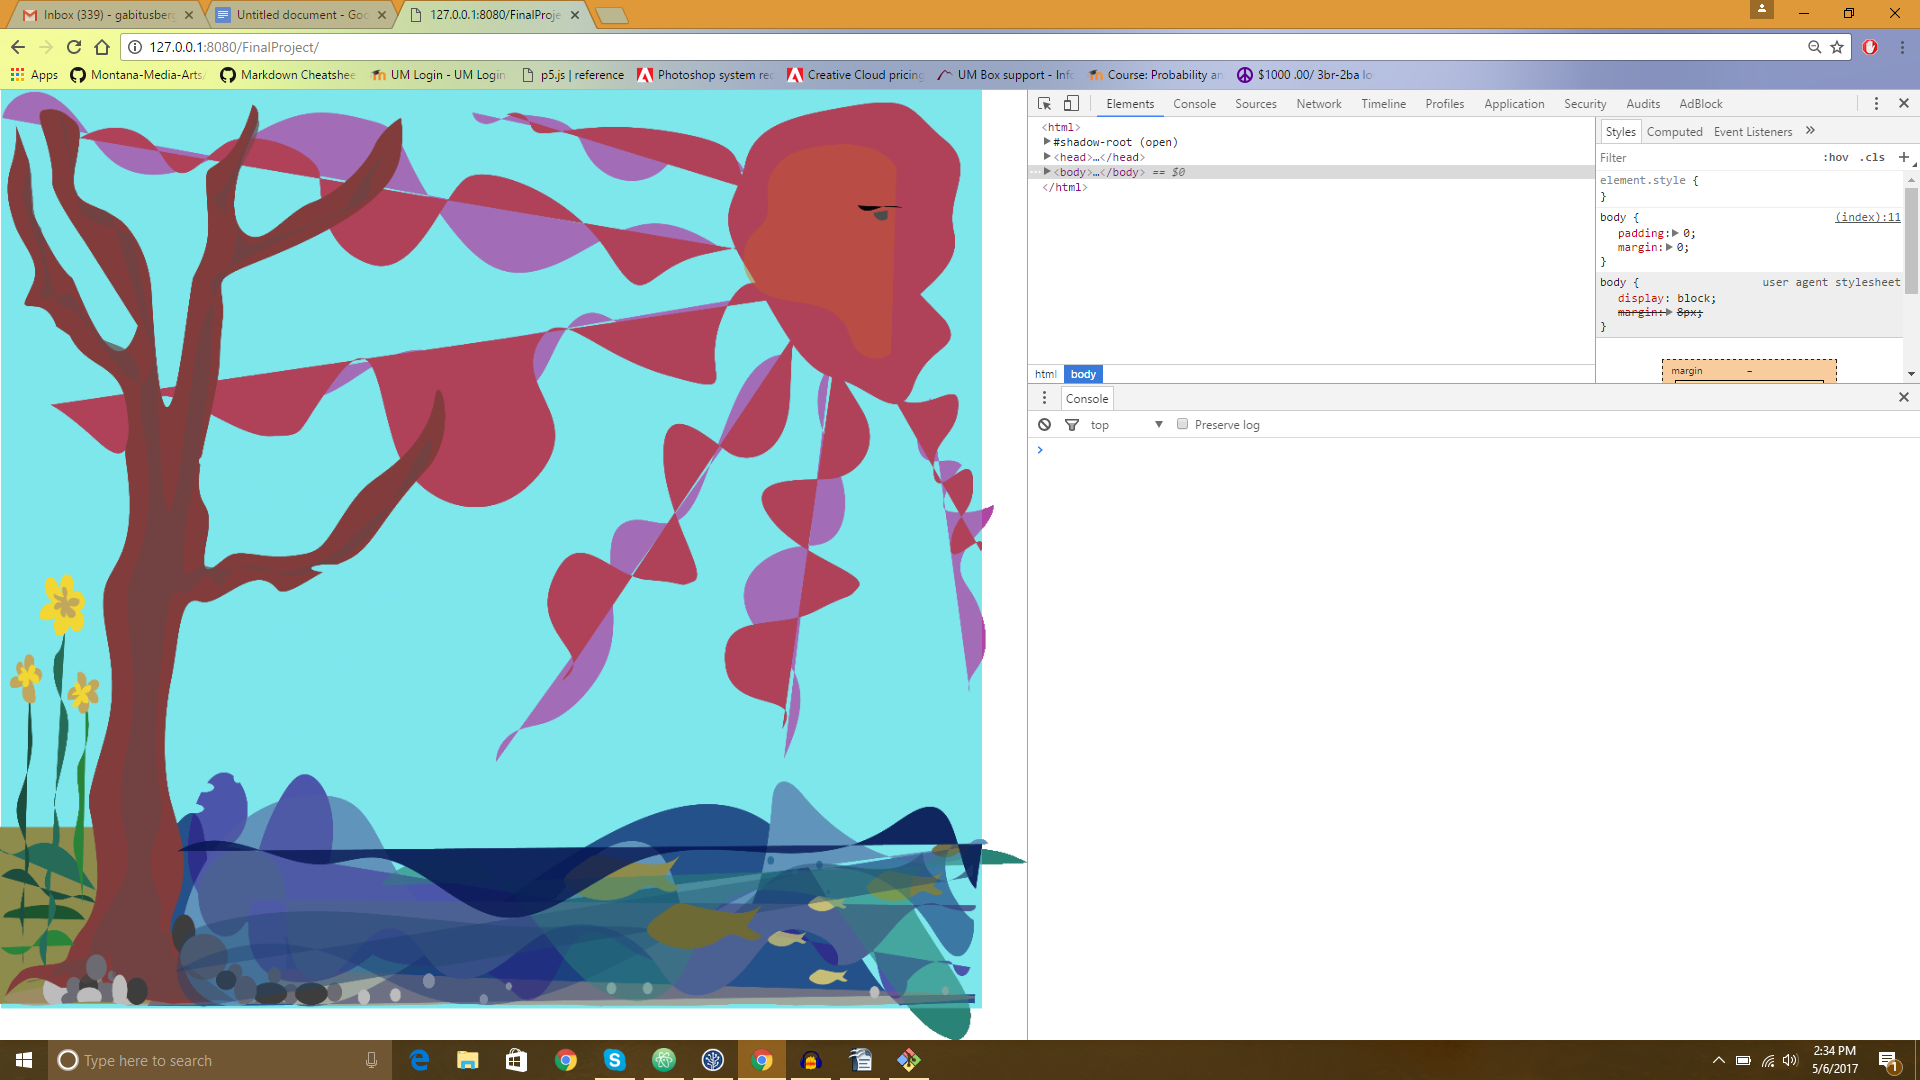 Inbox (339) - gabitusberg
Untitled document - Goo
127.0.0.1:8080/FinalProje
127.0.0.1:8080/FinalProject/
Apps
Montana-Media-Arts/
Markdown Cheatshee
UM Login - UM Login
p5.js | reference
Photoshop system rec
Creative Cloud pricing
UM Box support - Info
Course: Probability an
$1000 .00/ 3br-2ba lo
Elements Console Sources Network Timeline Profiles Application Security Audits AdBlock
<html>
#shadow-root (open)
<head>…</head>
<body>…</body> == $0
</html>
html body
Styles Computed Event Listeners »
Filter :hov .cls +
element.style {
}
body { (index):11
padding: 0;
margin: 0;
}
body { user agent stylesheet
display: block;
margin: 8px;
}
margin –
Console
top Preserve log
Type here to search
2:34 PM
5/6/2017
1